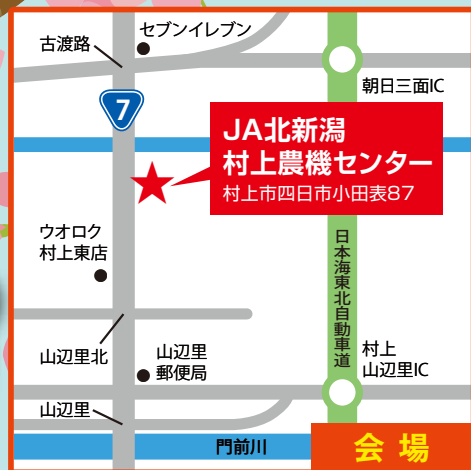 セブンイレブン
古渡路
朝日三面IC
7
JA北新潟
村上農機センター
村上市四日市小田表87
ウオロク
村上東店
日本海東北自動車道
山辺里北
山辺里
郵便局
村上
山辺里IC
山辺里
門前川
会場